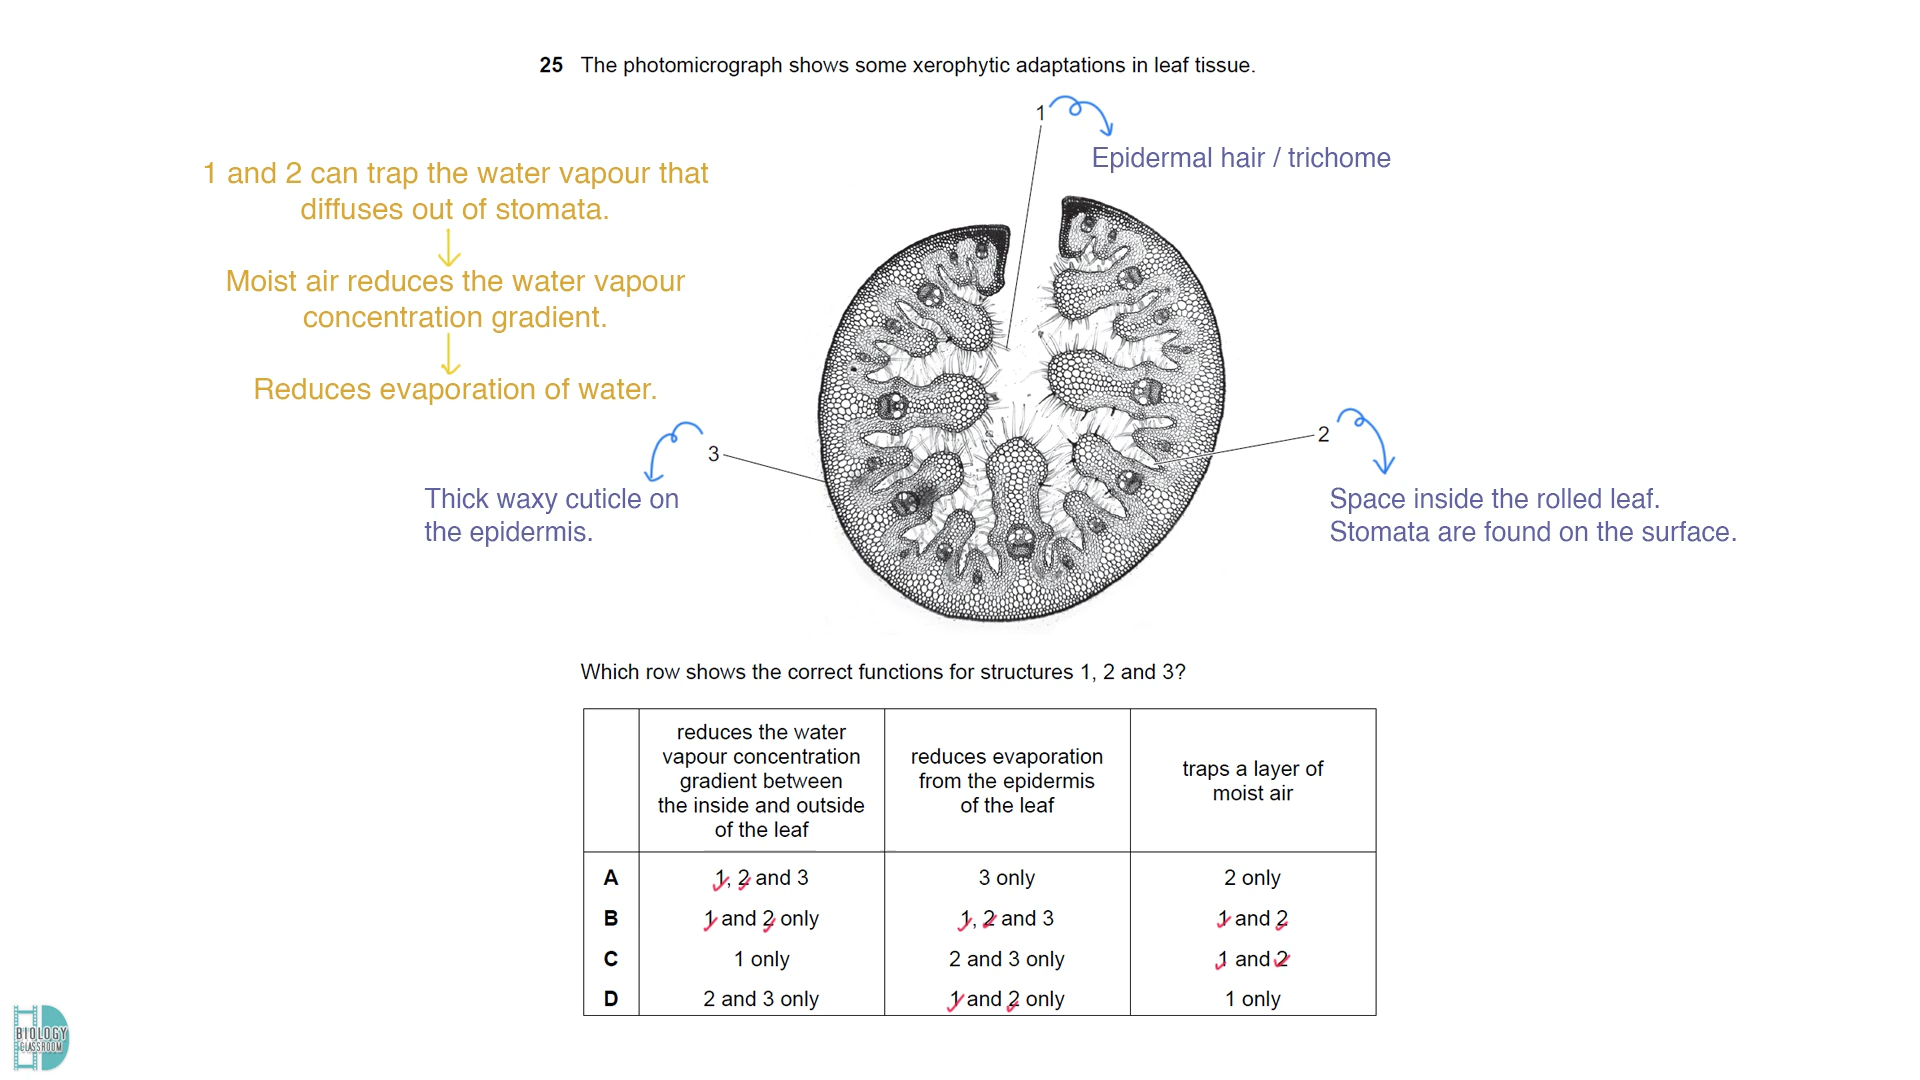 25 The photomicrograph shows some xerophytic adaptations in leaf tissue.
1
Epidermal hair / trichome
1 and 2 can trap the water vapour that
diffuses out of stomata.
Moist air reduces the water vapour
concentration gradient.
Reduces evaporation of water.
3
2
Thick waxy cuticle on
the epidermis.
Space inside the rolled leaf.
Stomata are found on the surface.
Which row shows the correct functions for structures 1, 2 and 3?
reduces the water
vapour concentration
gradient between
the inside and outside
of the leaf
reduces evaporation
from the epidermis
of the leaf
traps a layer of
moist air
A 1, 2 and 3 3 only 2 only
B 1 and 2 only 1, 2 and 3 1 and 2
C 1 only 2 and 3 only 1 and 2
D 2 and 3 only 1 and 2 only 1 only
BIOLOGY
CLASSROOM